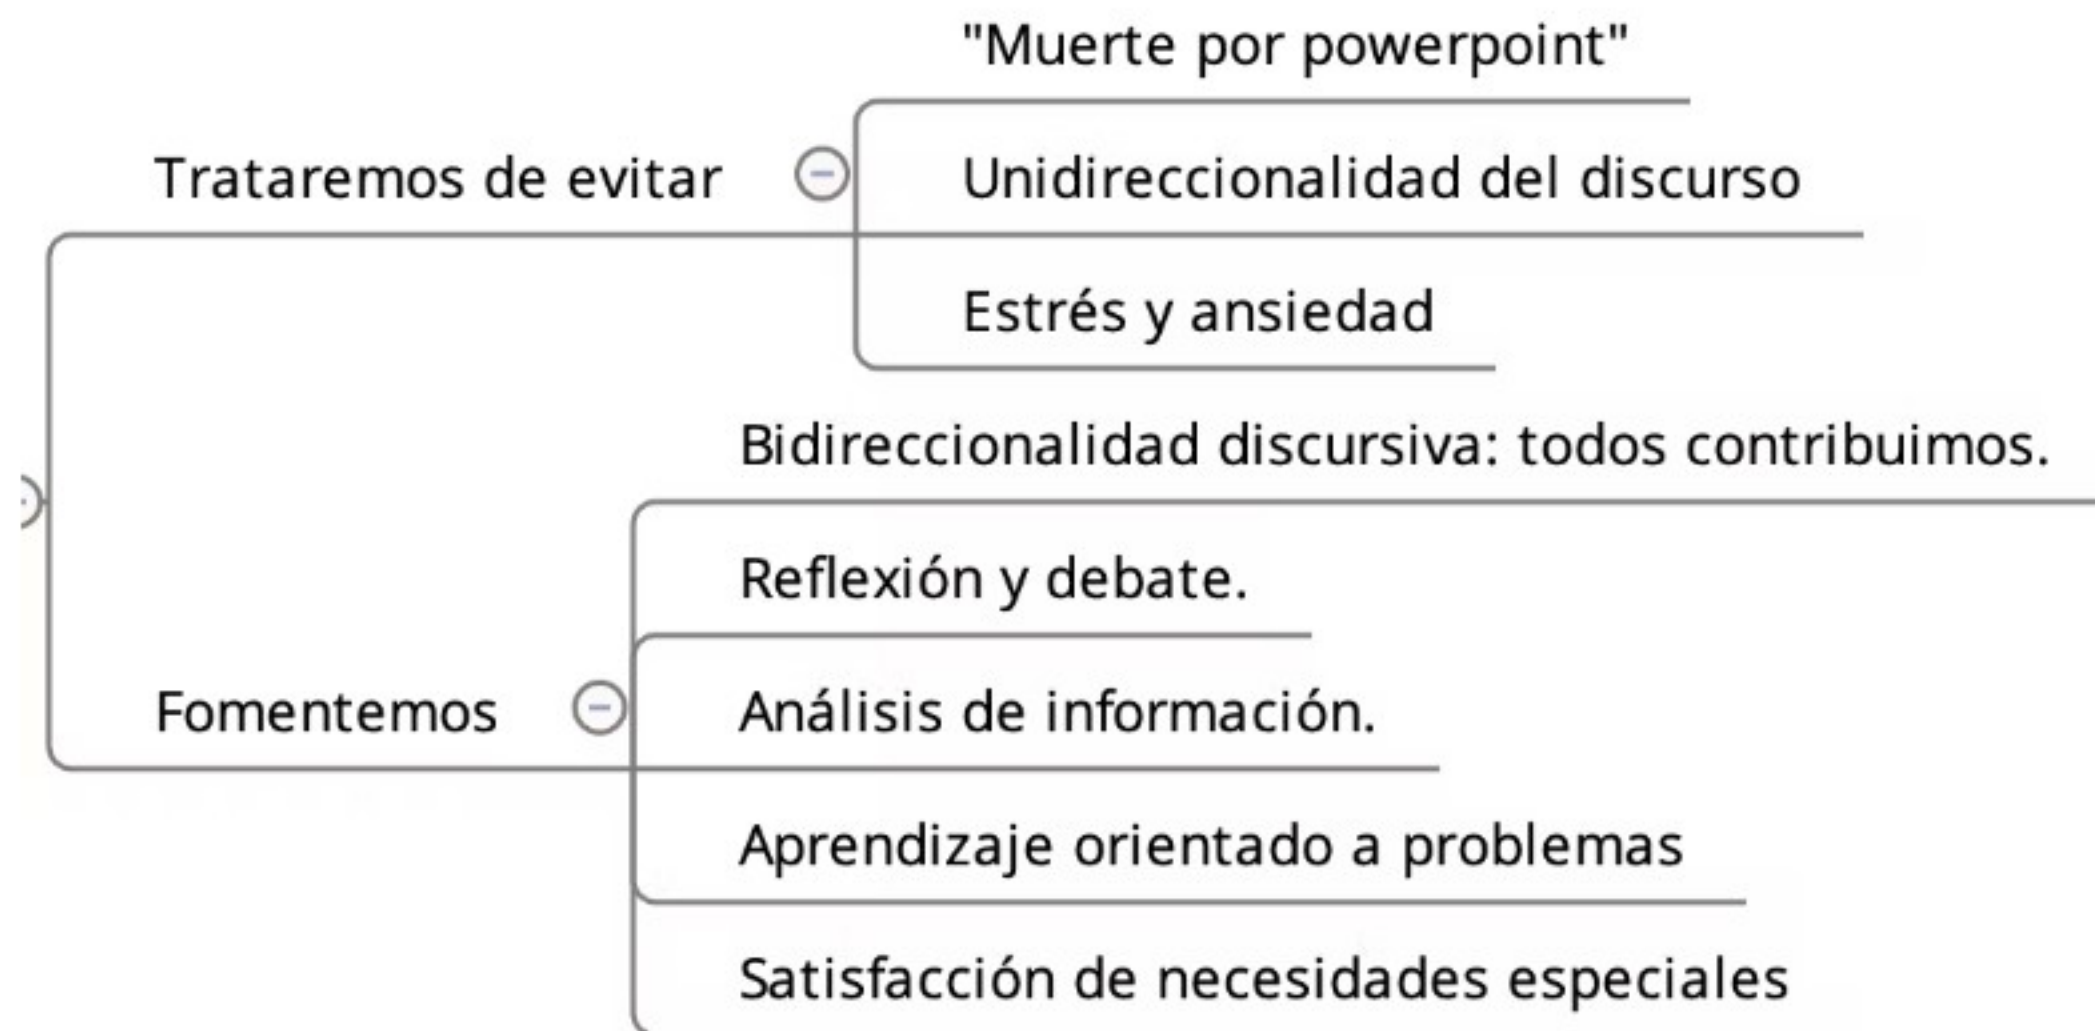 "Muerte por powerpoint"
Trataremos de evitar
Unidireccionalidad del discurso
Estrés y ansiedad
Bidireccionalidad discursiva: todos contribuimos.
Reflexión y debate.
Fomentemos
Análisis de información.
Aprendizaje orientado a problemas
Satisfacción de necesidades especiales